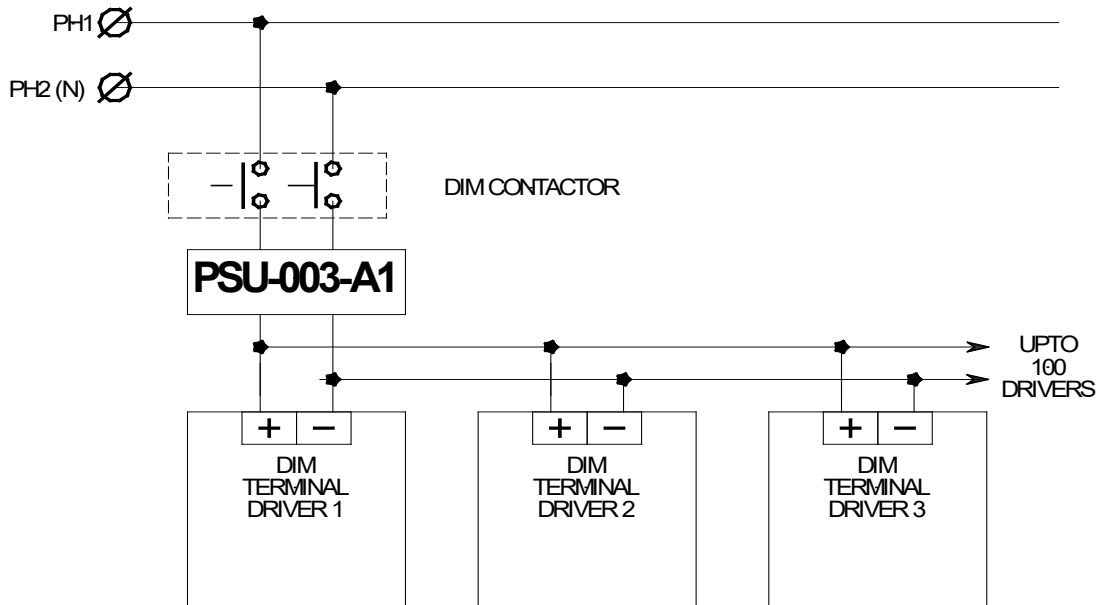 PH1
PH2 (N)
DIM CONTACTOR
PSU-003-A1
UPTO
100
DRIVERS
+ −
DIM
TERMINAL
DRIVER 1
+ −
DIM
TERMINAL
DRIVER 2
+ −
DIM
TERMINAL
DRIVER 3